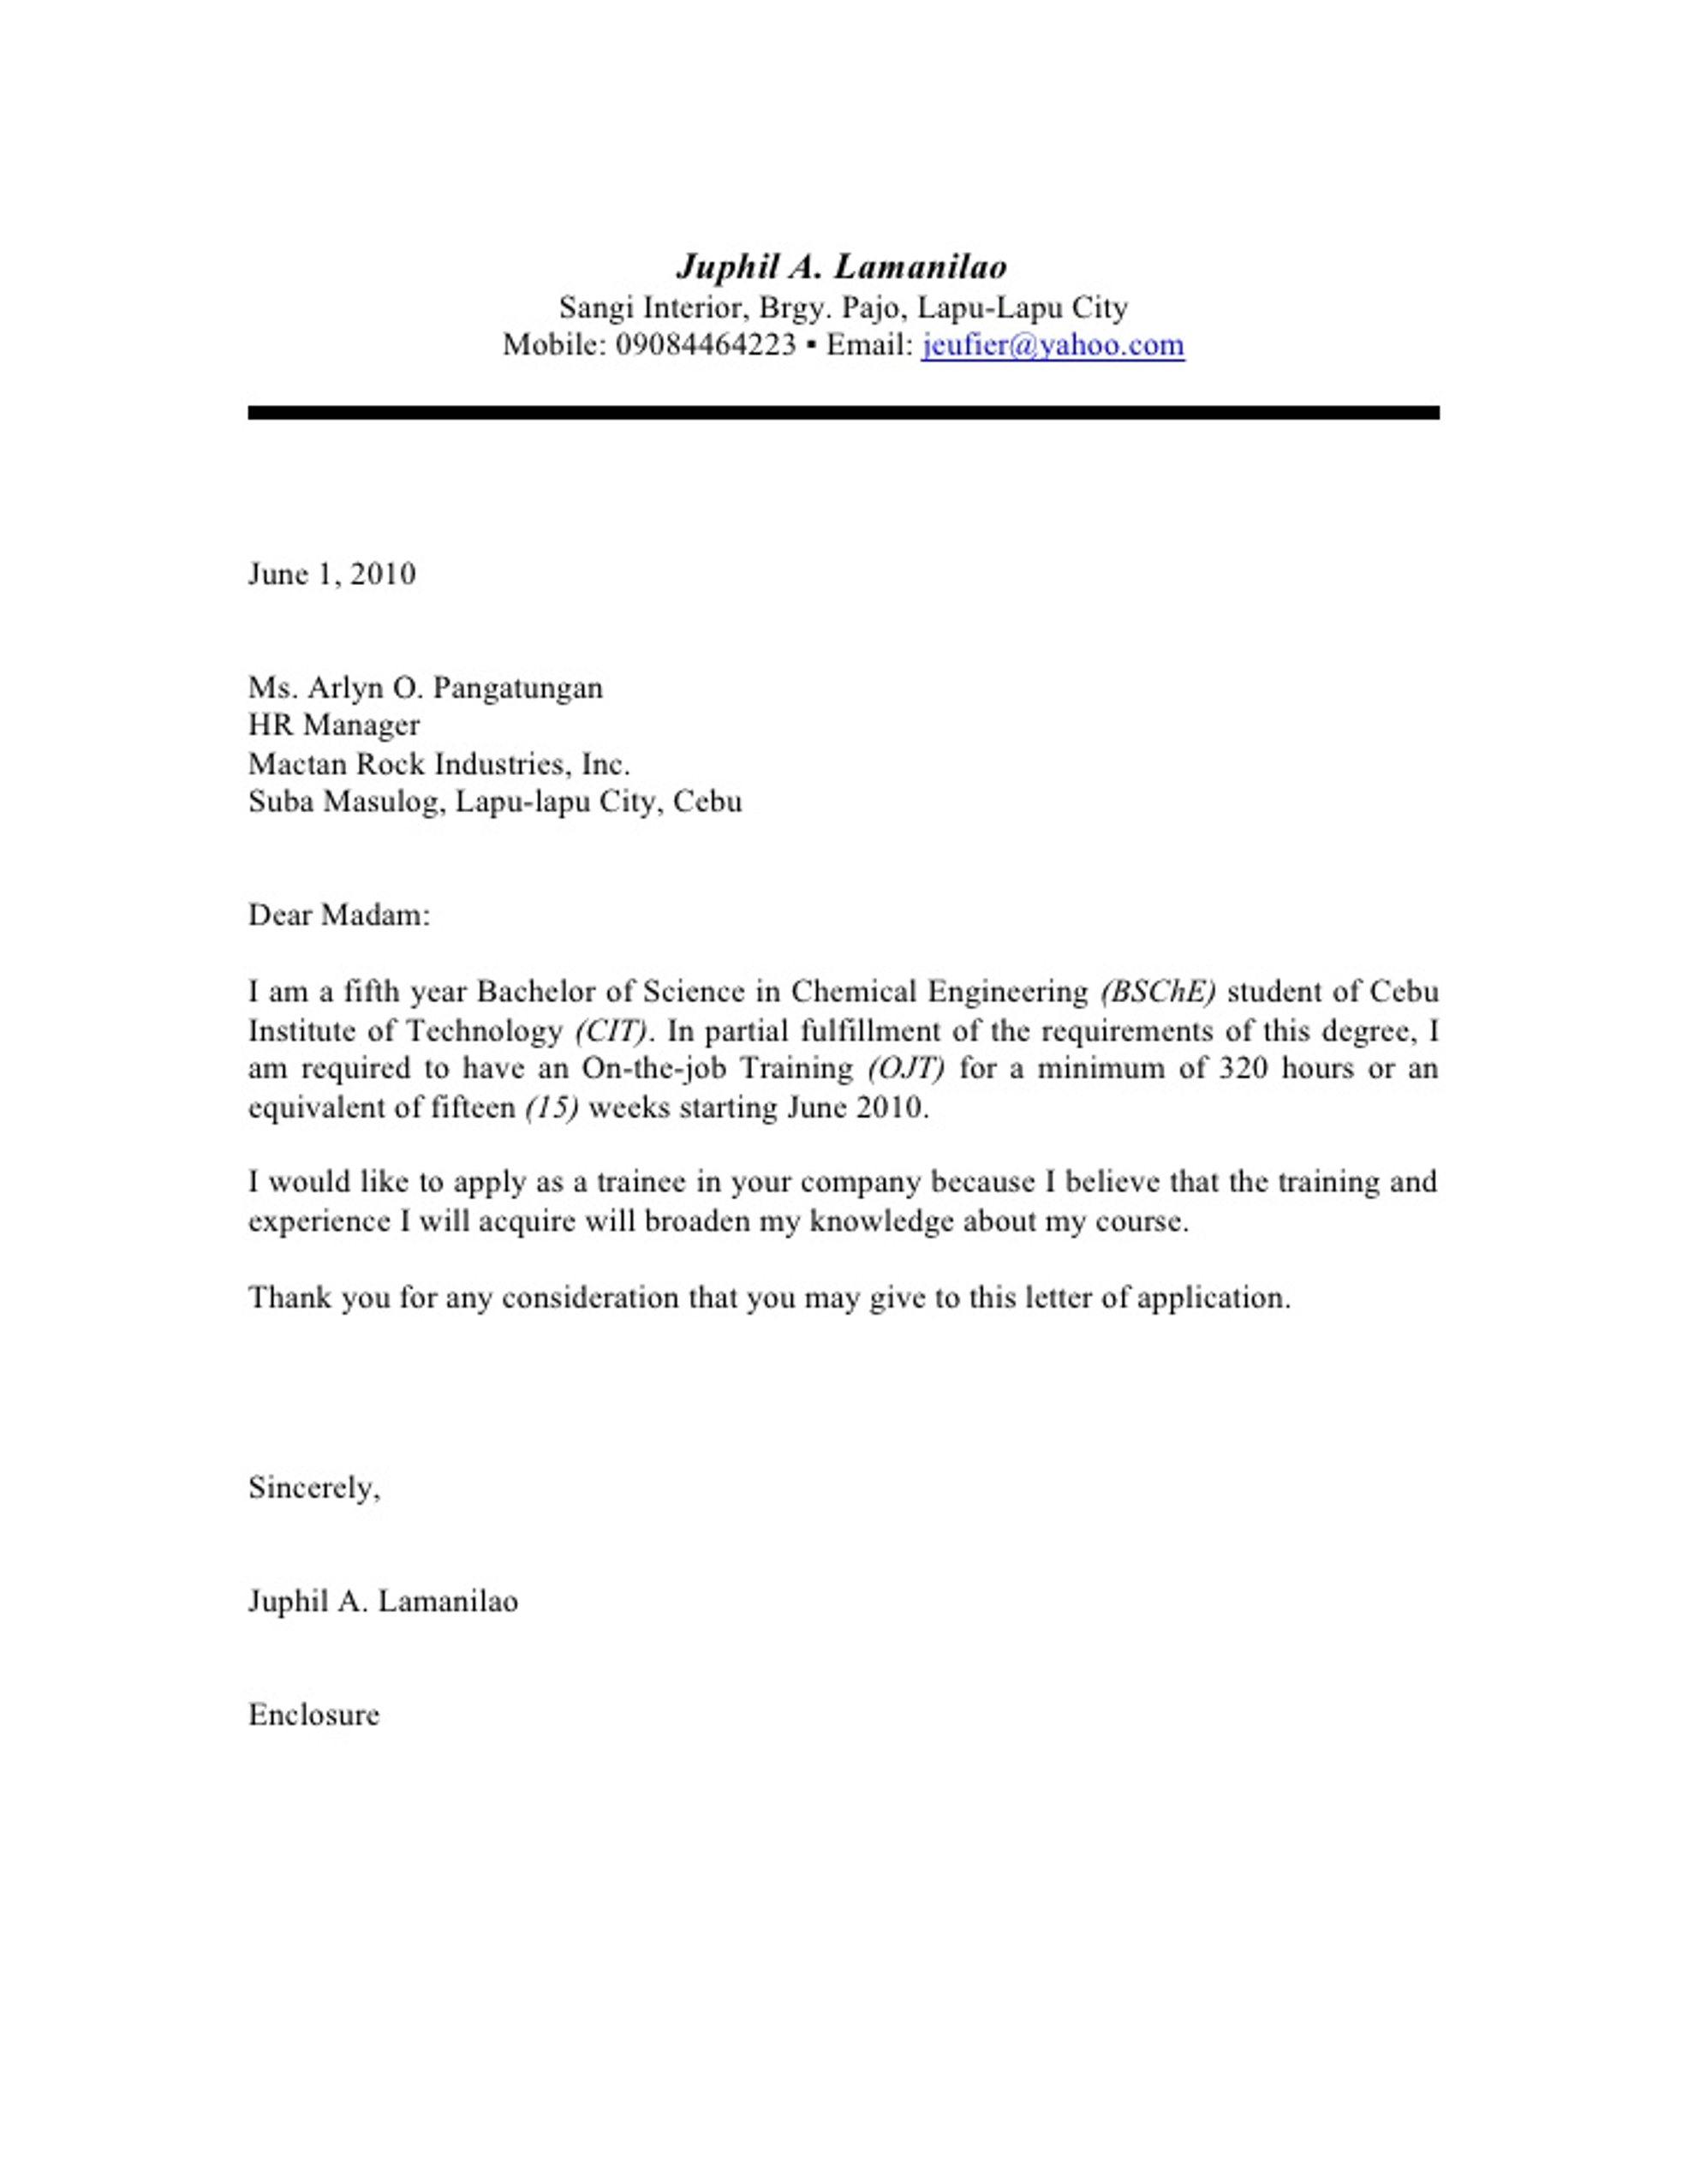 Juphil A. Lamanilao
Sangi Interior, Brgy. Pajo, Lapu-Lapu City
Mobile: 09084464223 ▪ Email: jeufier@yahoo.com
June 1, 2010
Ms. Arlyn O. Pangatungan
HR Manager
Mactan Rock Industries, Inc.
Suba Masulog, Lapu-lapu City, Cebu
Dear Madam:
I am a fifth year Bachelor of Science in Chemical Engineering (BSChE) student of Cebu
Institute of Technology (CIT). In partial fulfillment of the requirements of this degree, I
am required to have an On-the-job Training (OJT) for a minimum of 320 hours or an
equivalent of fifteen (15) weeks starting June 2010.
I would like to apply as a trainee in your company because I believe that the training and
experience I will acquire will broaden my knowledge about my course.
Thank you for any consideration that you may give to this letter of application.
Sincerely,
Juphil A. Lamanilao
Enclosure